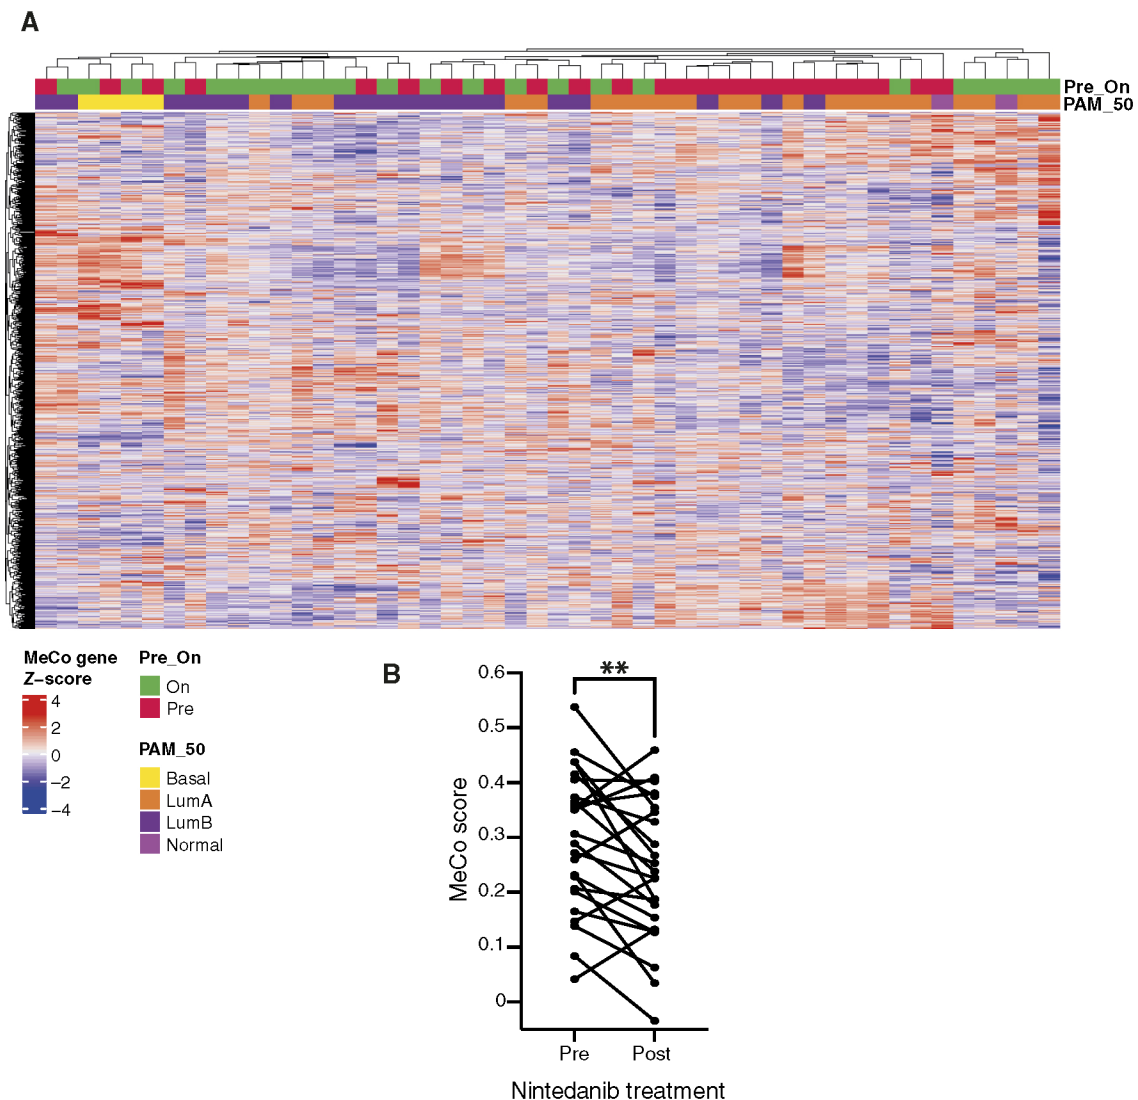 A
Pre_On
PAM_50
MeCo gene
Z−score
4
2
0
−2
−4
Pre_On
On
Pre
PAM_50
Basal
LumA
LumB
Normal
B
**
0.6
0.5
0.4
0.3
0.2
0.1
0
MeCo score
Pre
Post
Nintedanib treatment